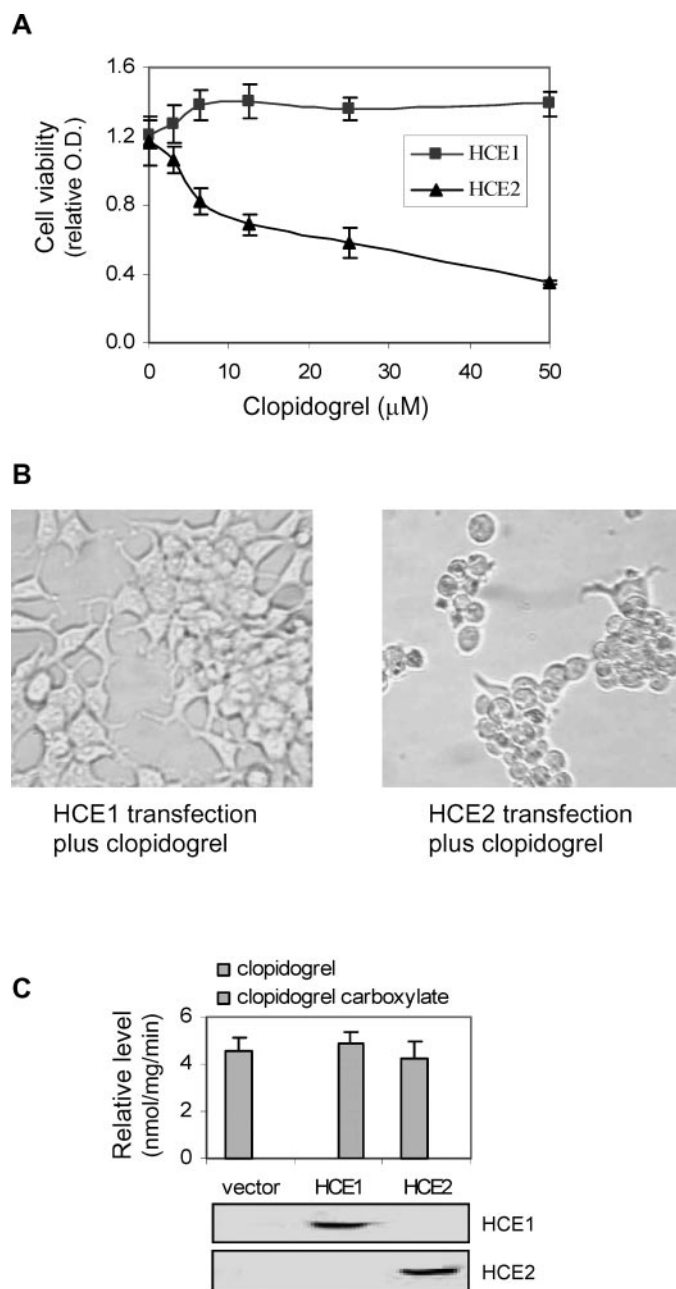 A
1.6
1.2
0.8
0.4
0.0
Cell viability
(relative O.D.)
HCE1
HCE2
0 10 20 30 40 50
Clopidogrel (μM)
B
HCE1 transfection
plus clopidogrel
HCE2 transfection
plus clopidogrel
C
clopidogrel
clopidogrel carboxylate
6
4
2
0
Relative level
(nmol/mg/min)
vector HCE1 HCE2
HCE1
HCE2